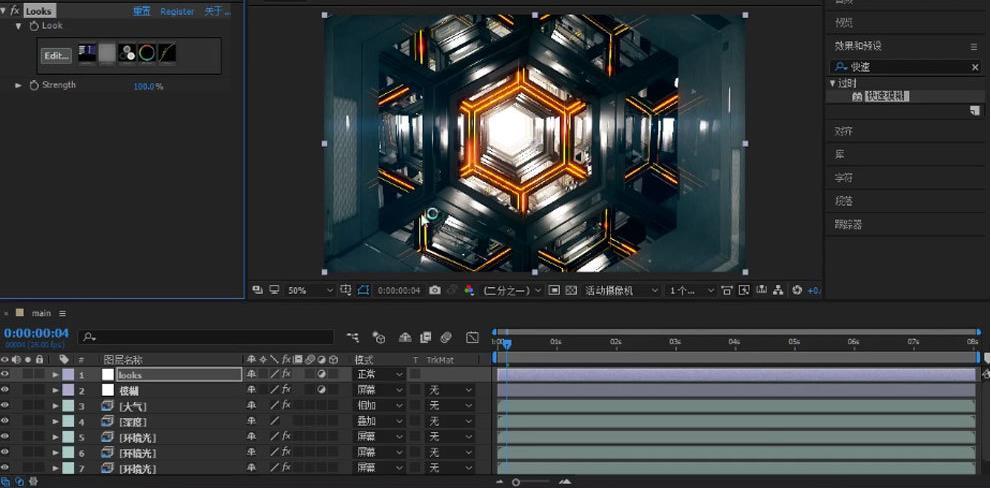 fx Looks 重置 Register 关于...
Look
Edit...
Strength 100.0 %
预览
效果和预设
快速
过时
快速模糊
对齐
库
字符
段落
跟踪器
50% 0:00:00:04 (二分之一) 活动摄像机 1个... +0.
main
0:00:00:04
00004 (25.00 fps)
# 图层名称 fx 模式 T TrkMat
01s 02s 03s 04s 05s 06s 07s 08s
1 looks 正常
2 模糊 fx 屏幕 无
3 [大气] fx 相加 无
4 [深度] 叠加 无
5 [环境光] fx 屏幕 无
6 [环境光] fx 屏幕 无
7 [环境光] fx 屏幕 无